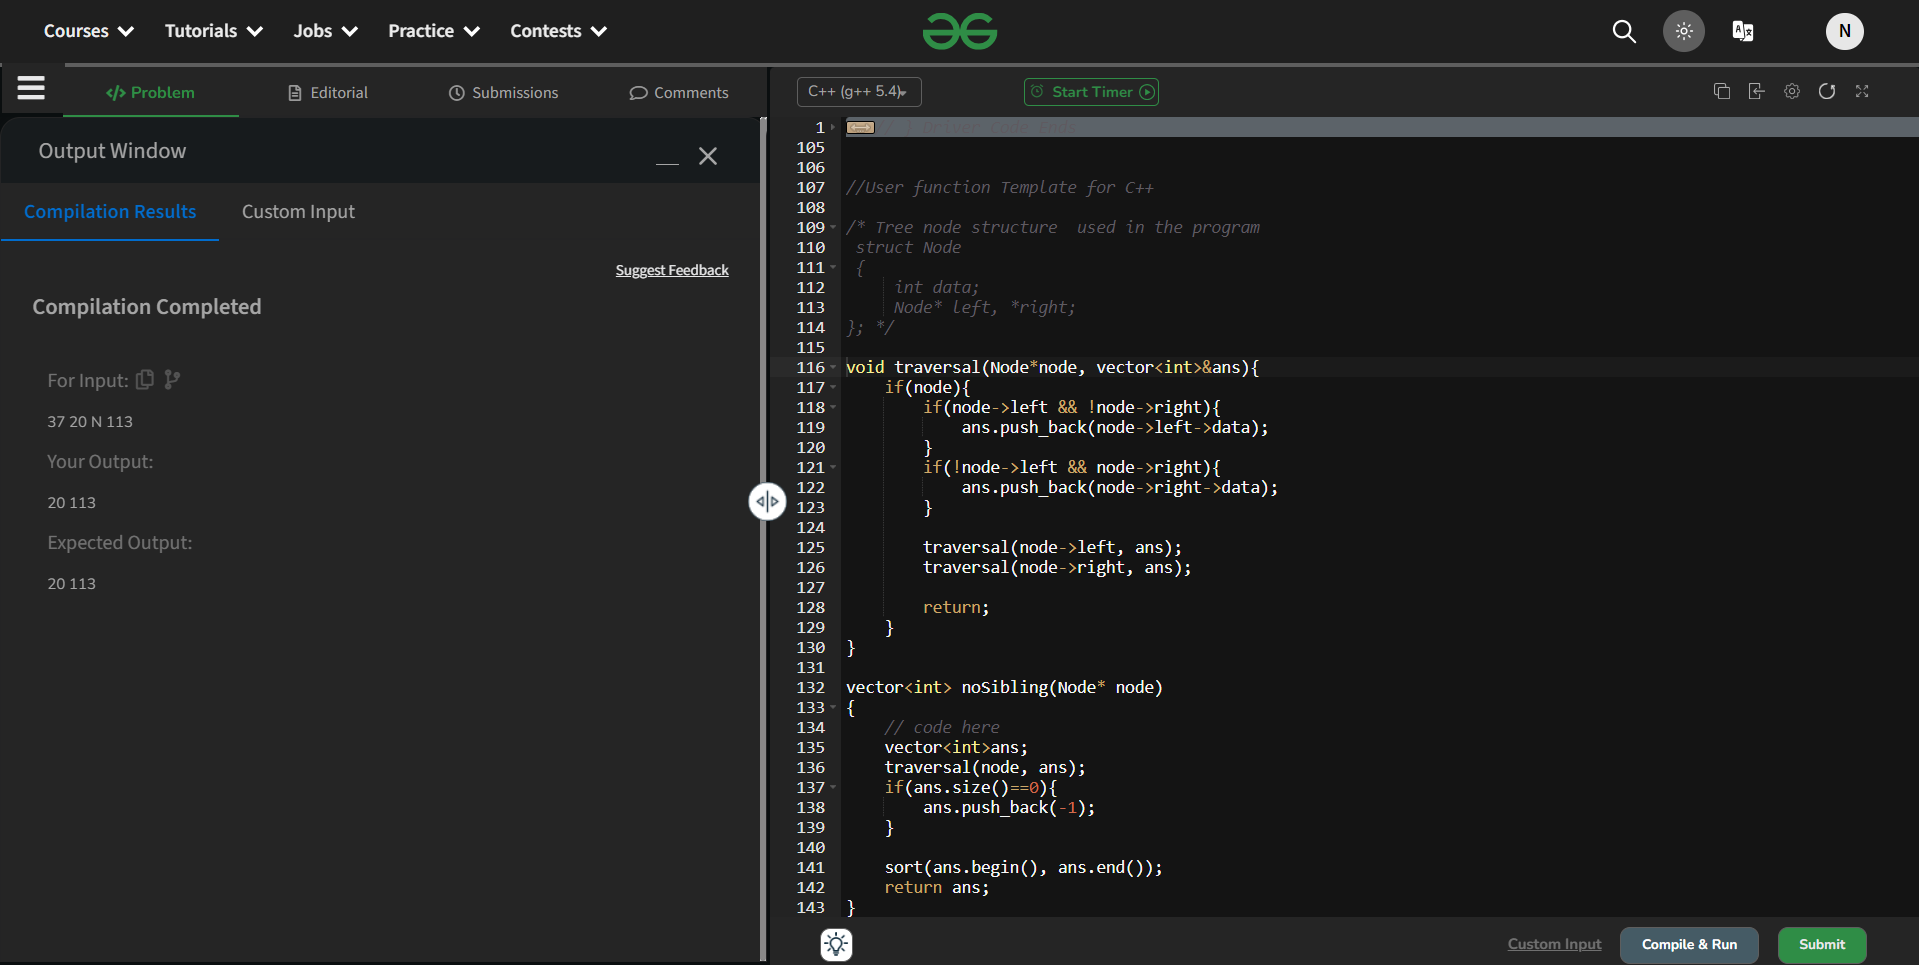 Courses Tutorials Jobs Practice Contests N
Problem Editorial Submissions Comments
Output Window
Compilation Results Custom Input
Suggest Feedback
Compilation Completed
For Input:
37 20 N 113
Your Output:
20 113
Expected Output:
20 113
C++ (g++ 5.4) Start Timer
1 // } Driver Code Ends
105
106
107 //User function Template for C++
108
109 /* Tree node structure  used in the program
110  struct Node
111  {
112      int data;
113      Node* left, *right;
114 }; */
115
116 void traversal(Node*node, vector<int>&ans){
117     if(node){
118         if(node->left && !node->right){
119             ans.push_back(node->left->data);
120         }
121         if(!node->left && node->right){
122             ans.push_back(node->right->data);
123         }
124
125         traversal(node->left, ans);
126         traversal(node->right, ans);
127
128         return;
129     }
130 }
131
132 vector<int> noSibling(Node* node)
133 {
134     // code here
135     vector<int>ans;
136     traversal(node, ans);
137     if(ans.size()==0){
138         ans.push_back(-1);
139     }
140
141     sort(ans.begin(), ans.end());
142     return ans;
143 }
Custom Input Compile & Run Submit